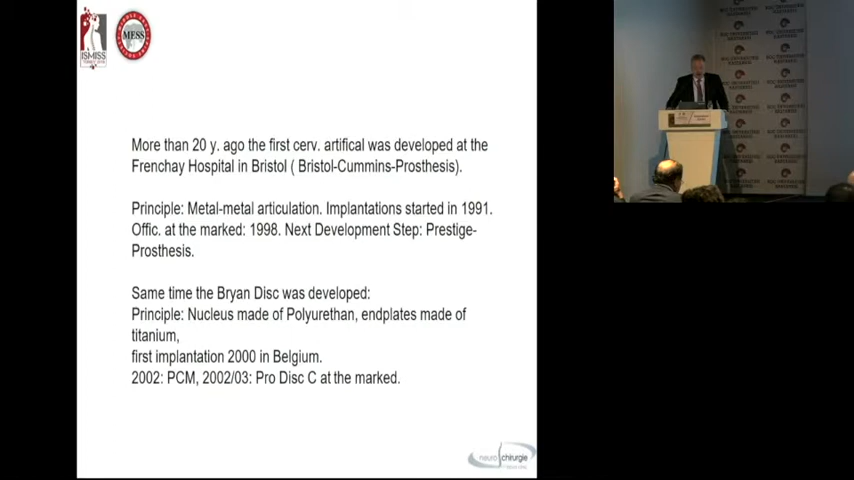 ISMISS
MESS
More than 20 y. ago the first cerv. artifical was developed at the
Frenchay Hospital in Bristol ( Bristol-Cummins-Prosthesis).
Principle: Metal-metal articulation. Implantations started in 1991.
Offic. at the marked: 1998. Next Development Step: Prestige-
Prosthesis.
Same time the Bryan Disc was developed:
Principle: Nucleus made of Polyurethan, endplates made of
titanium,
first implantation 2000 in Belgium.
2002: PCM, 2002/03: Pro Disc C at the marked.
neuro chirurgie